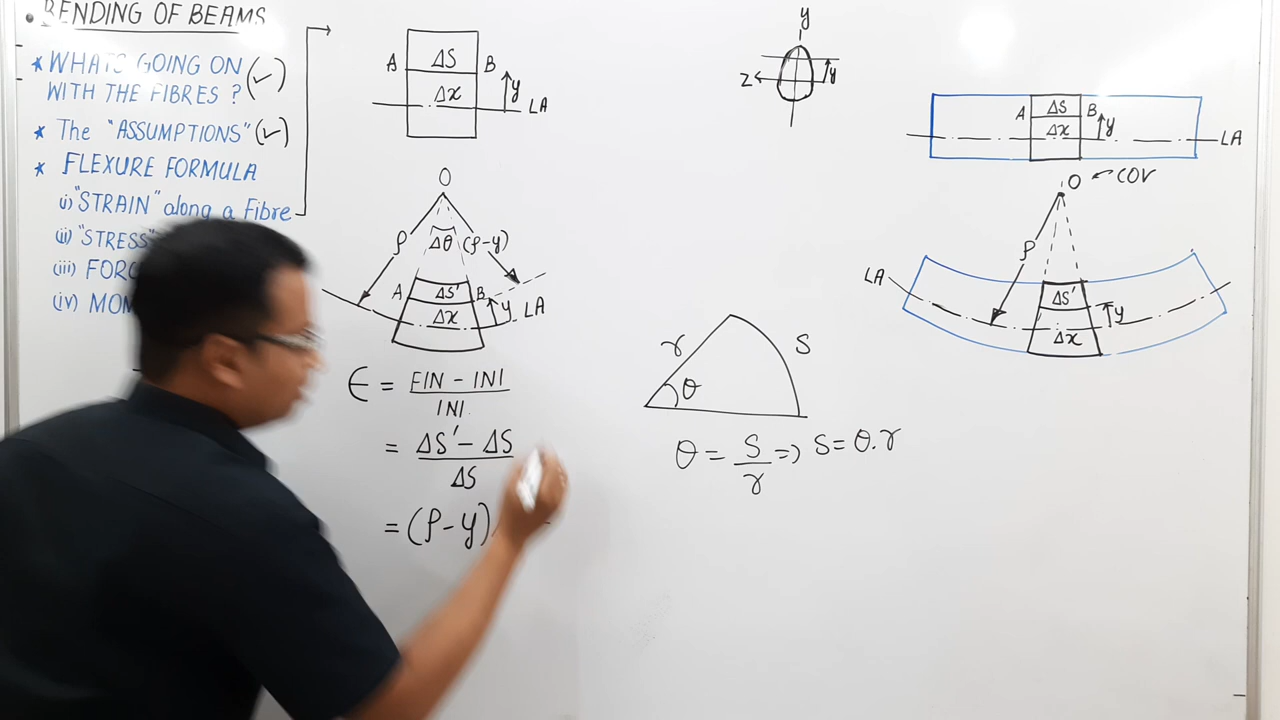 • BENDING OF BEAMS
* WHATS GOING ON (✓)
WITH THE FIBRES ?
* The "ASSUMPTIONS" (✓)
* FLEXURE FORMULA
i) "STRAIN" along a Fibre
(ii) "STRESS"
(iii)
(iv)
A ΔS B
Δx y LA
O
ρ Δθ (ρ-y)
A ΔS' B
Δx y LA
ϵ = FIN - INI / INI
= ΔS' - ΔS / ΔS
= (ρ-y)
y
z y
r S
θ
θ = S/r => S = θ.r
A ΔS B
Δx y LA
O ← COV
ρ
LA ΔS' y
Δx